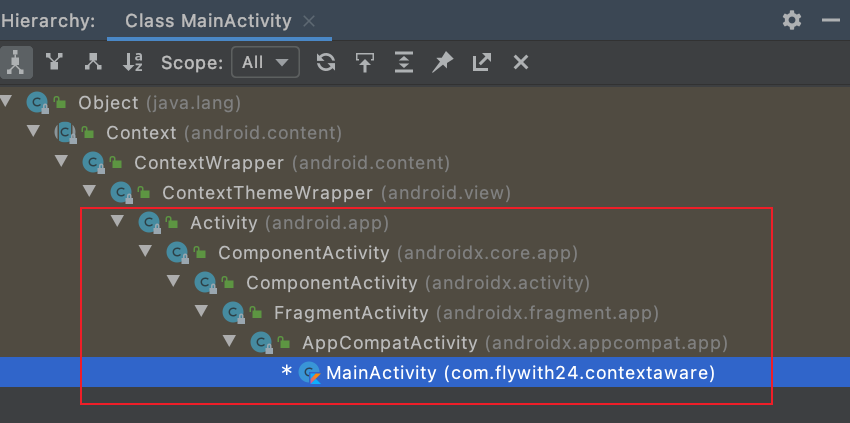 Hierarchy: Class MainActivity
Scope: All
Object (java.lang)
Context (android.content)
ContextWrapper (android.content)
ContextThemeWrapper (android.view)
Activity (android.app)
ComponentActivity (androidx.core.app)
ComponentActivity (androidx.activity)
FragmentActivity (androidx.fragment.app)
AppCompatActivity (androidx.appcompat.app)
* MainActivity (com.flywith24.contextaware)